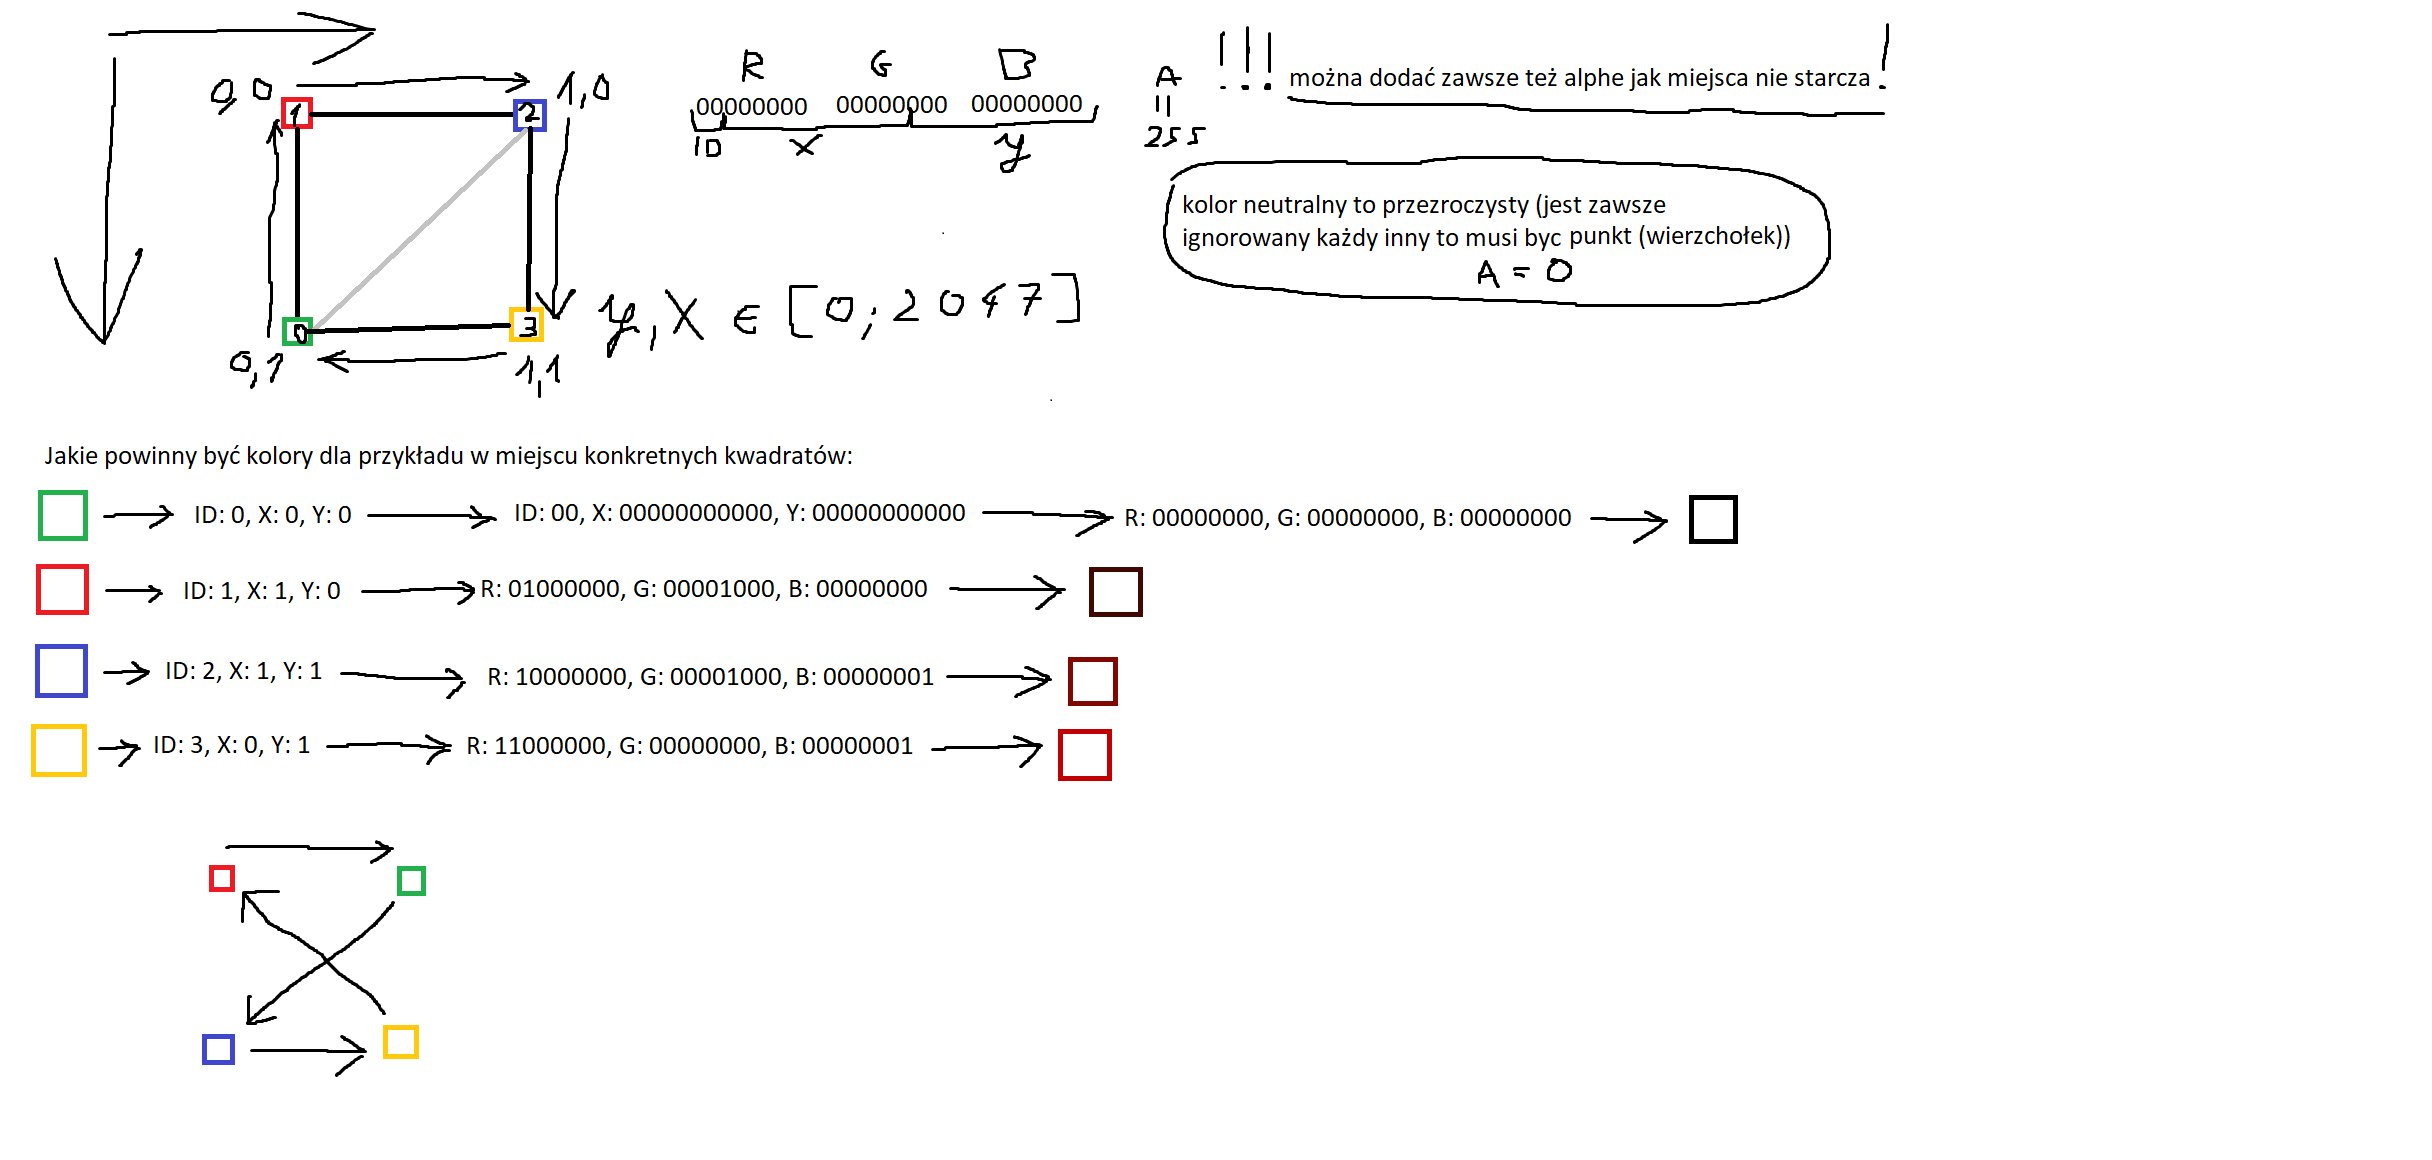 R G B A !!! można dodać zawsze też alphe jak miejsca nie starcza !
0,0 1 2 1,0
00000000 00000000 00000000
ID X y
255
kolor neutralny to przezroczysty (jest zawsze
ignorowany każdy inny to musi byc punkt (wierzchołek))
A = 0
y, X ∈ [0; 2047]
0 3
0,1 1,1
Jakie powinny być kolory dla przykładu w miejscu konkretnych kwadratów:
ID: 0, X: 0, Y: 0 ID: 00, X: 00000000000, Y: 00000000000 R: 00000000, G: 00000000, B: 00000000
ID: 1, X: 1, Y: 0 R: 01000000, G: 00001000, B: 00000000
ID: 2, X: 1, Y: 1 R: 10000000, G: 00001000, B: 00000001
ID: 3, X: 0, Y: 1 R: 11000000, G: 00000000, B: 00000001